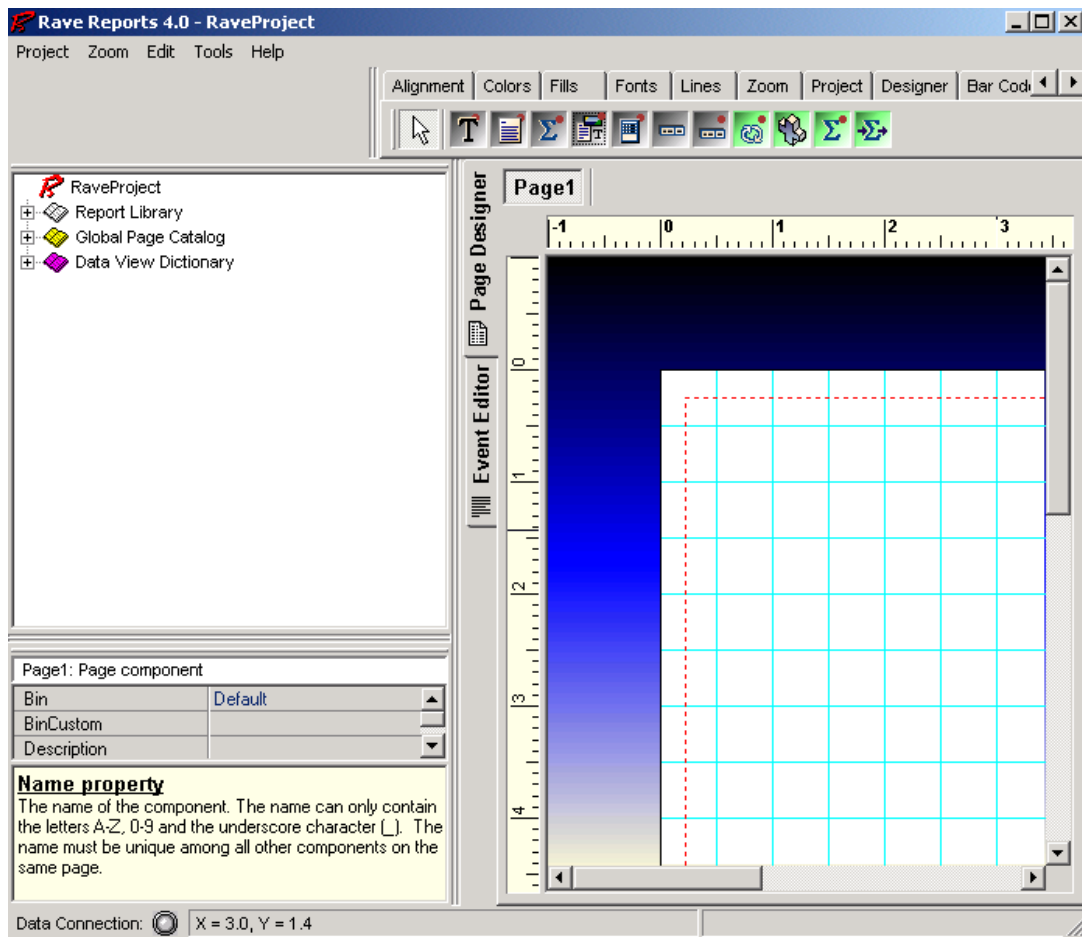 Rave Reports 4.0 - RaveProject
Project Zoom Edit Tools Help
Alignment Colors Fills Fonts Lines Zoom Project Designer Bar Cod
RaveProject
Report Library
Global Page Catalog
Data View Dictionary
Page Designer
Event Editor
Page1
-1 0 1 2 3
0
1
2
3
4
Page1: Page component
Bin Default
BinCustom
Description
Name property
The name of the component. The name can only contain
the letters A-Z, 0-9 and the underscore character (_). The
name must be unique among all other components on the
same page.
Data Connection: X = 3.0, Y = 1.4